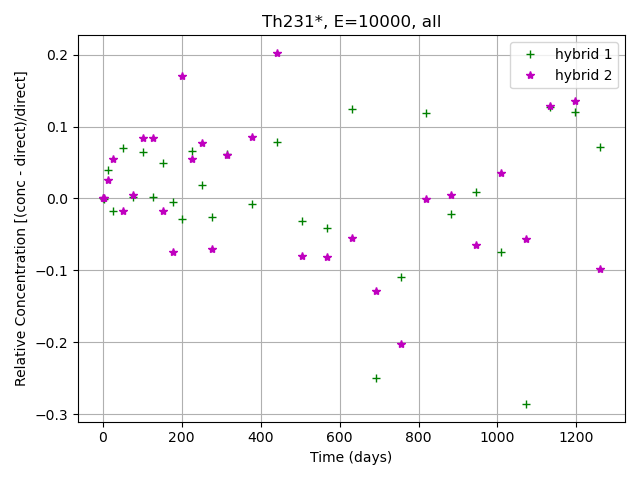 Th231*, E=10000, all
hybrid 1
hybrid 2
Relative Concentration [(conc - direct)/direct]
0.2
0.1
0.0
−0.1
−0.2
−0.3
0 200 400 600 800 1000 1200
Time (days)